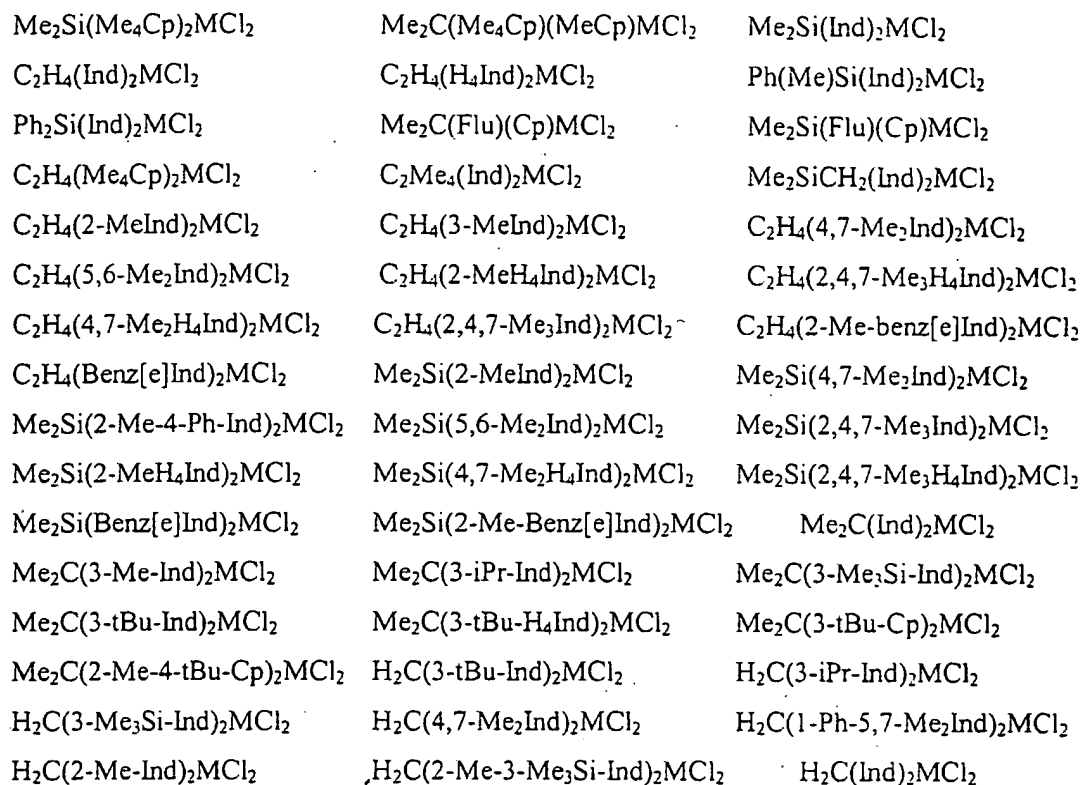 Me₂Si(Me₄Cp)₂MCl₂ Me₂C(Me₄Cp)(MeCp)MCl₂ Me₂Si(Ind)₂MCl₂
C₂H₄(Ind)₂MCl₂ C₂H₄(H₄Ind)₂MCl₂ Ph(Me)Si(Ind)₂MCl₂
Ph₂Si(Ind)₂MCl₂ Me₂C(Flu)(Cp)MCl₂ Me₂Si(Flu)(Cp)MCl₂
C₂H₄(Me₄Cp)₂MCl₂ C₂Me₄(Ind)₂MCl₂ Me₂SiCH₂(Ind)₂MCl₂
C₂H₄(2-MeInd)₂MCl₂ C₂H₄(3-MeInd)₂MCl₂ C₂H₄(4,7-Me₂Ind)₂MCl₂
C₂H₄(5,6-Me₂Ind)₂MCl₂ C₂H₄(2-MeH₄Ind)₂MCl₂ C₂H₄(2,4,7-Me₃H₄Ind)₂MCl₂
C₂H₄(4,7-Me₂H₄Ind)₂MCl₂ C₂H₄(2,4,7-Me₃Ind)₂MCl₂ C₂H₄(2-Me-benz[e]Ind)₂MCl₂
C₂H₄(Benz[e]Ind)₂MCl₂ Me₂Si(2-MeInd)₂MCl₂ Me₂Si(4,7-Me₂Ind)₂MCl₂
Me₂Si(2-Me-4-Ph-Ind)₂MCl₂ Me₂Si(5,6-Me₂Ind)₂MCl₂ Me₂Si(2,4,7-Me₃Ind)₂MCl₂
Me₂Si(2-MeH₄Ind)₂MCl₂ Me₂Si(4,7-Me₂H₄Ind)₂MCl₂ Me₂Si(2,4,7-Me₃H₄Ind)₂MCl₂
Me₂Si(Benz[e]Ind)₂MCl₂ Me₂Si(2-Me-Benz[e]Ind)₂MCl₂ Me₂C(Ind)₂MCl₂
Me₂C(3-Me-Ind)₂MCl₂ Me₂C(3-iPr-Ind)₂MCl₂ Me₂C(3-Me₃Si-Ind)₂MCl₂
Me₂C(3-tBu-Ind)₂MCl₂ Me₂C(3-tBu-H₄Ind)₂MCl₂ Me₂C(3-tBu-Cp)₂MCl₂
Me₂C(2-Me-4-tBu-Cp)₂MCl₂ H₂C(3-tBu-Ind)₂MCl₂ H₂C(3-iPr-Ind)₂MCl₂
H₂C(3-Me₃Si-Ind)₂MCl₂ H₂C(4,7-Me₂Ind)₂MCl₂ H₂C(1-Ph-5,7-Me₂Ind)₂MCl₂
H₂C(2-Me-Ind)₂MCl₂ H₂C(2-Me-3-Me₃Si-Ind)₂MCl₂ H₂C(Ind)₂MCl₂